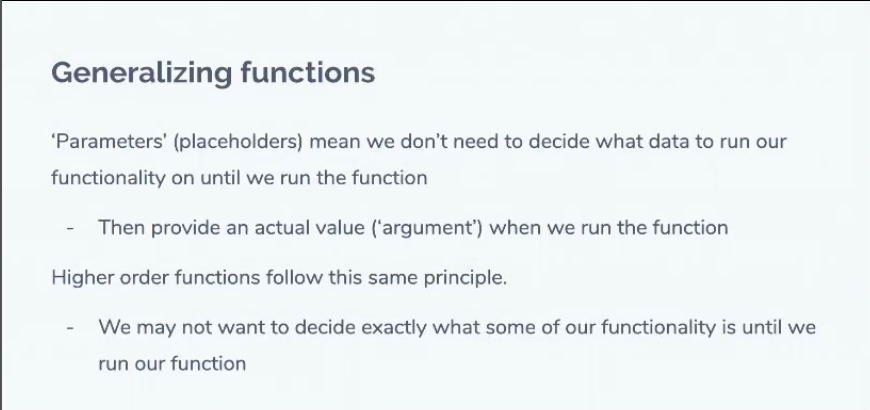 Generalizing functions
‘Parameters’ (placeholders) mean we don’t need to decide what data to run our
functionality on until we run the function
- Then provide an actual value (‘argument’) when we run the function
Higher order functions follow this same principle.
- We may not want to decide exactly what some of our functionality is until we
run our function